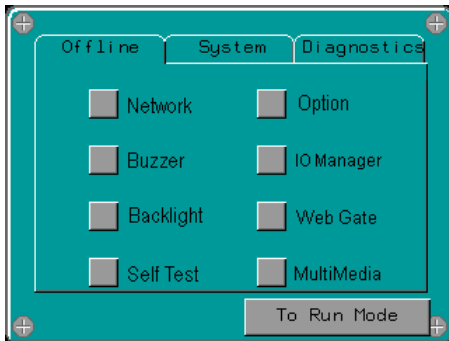 Offline System Diagnostics
Network Option
Buzzer IO Manager
Backlight Web Gate
Self Test MultiMedia
To Run Mode